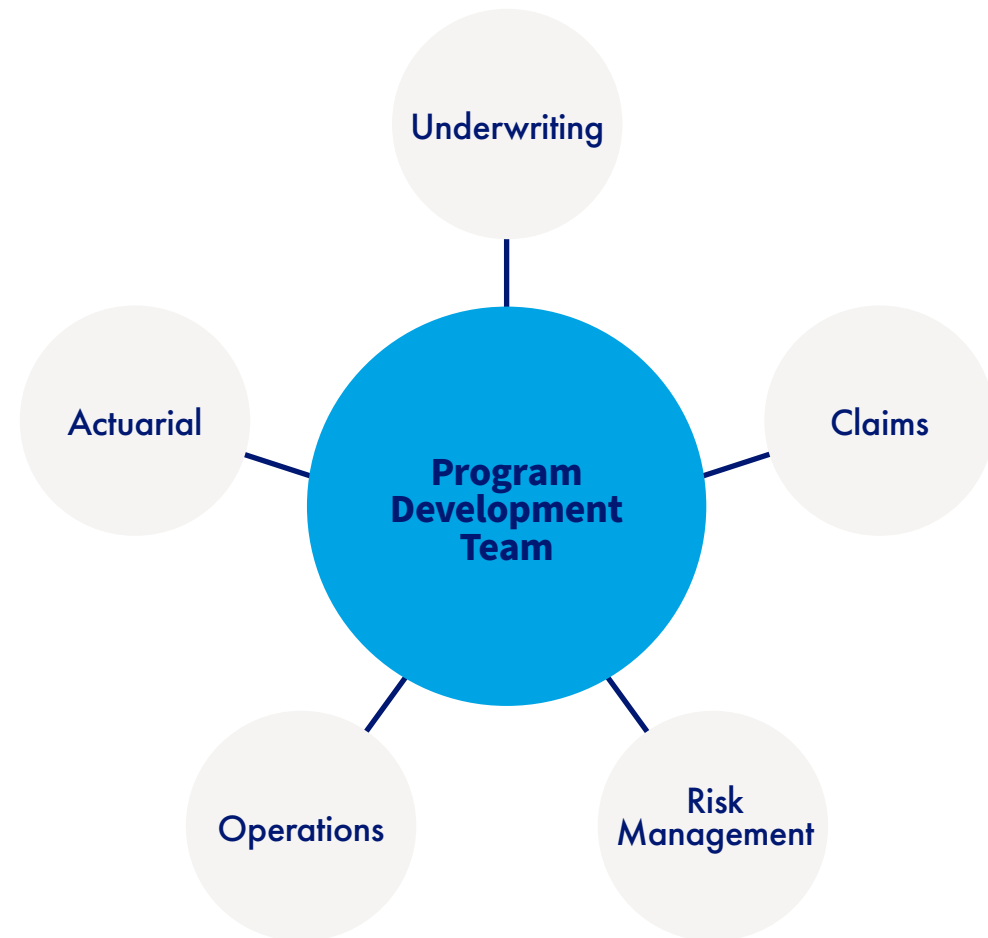 Underwriting
Actuarial
Claims
Program
Development
Team
Operations
Risk
Management